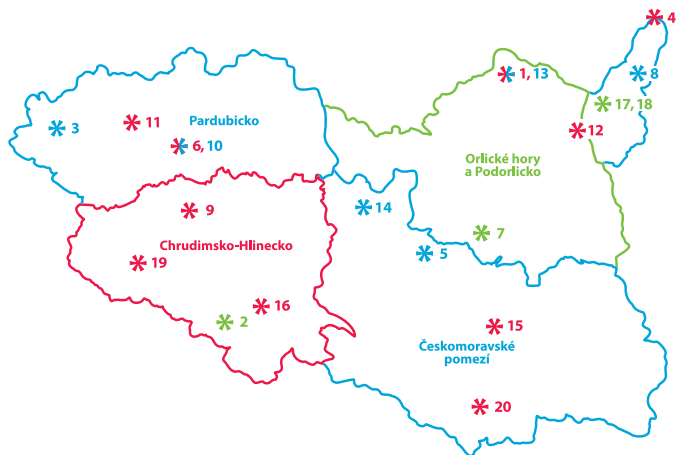 4
1, 13
8
17, 18
11
Pardubicko
3
12
6, 10
Orlické hory
a Podorlicko
9
14
7
Chrudimsko-Hlinecko
5
19
16
2
15
Českomoravské
pomezí
20